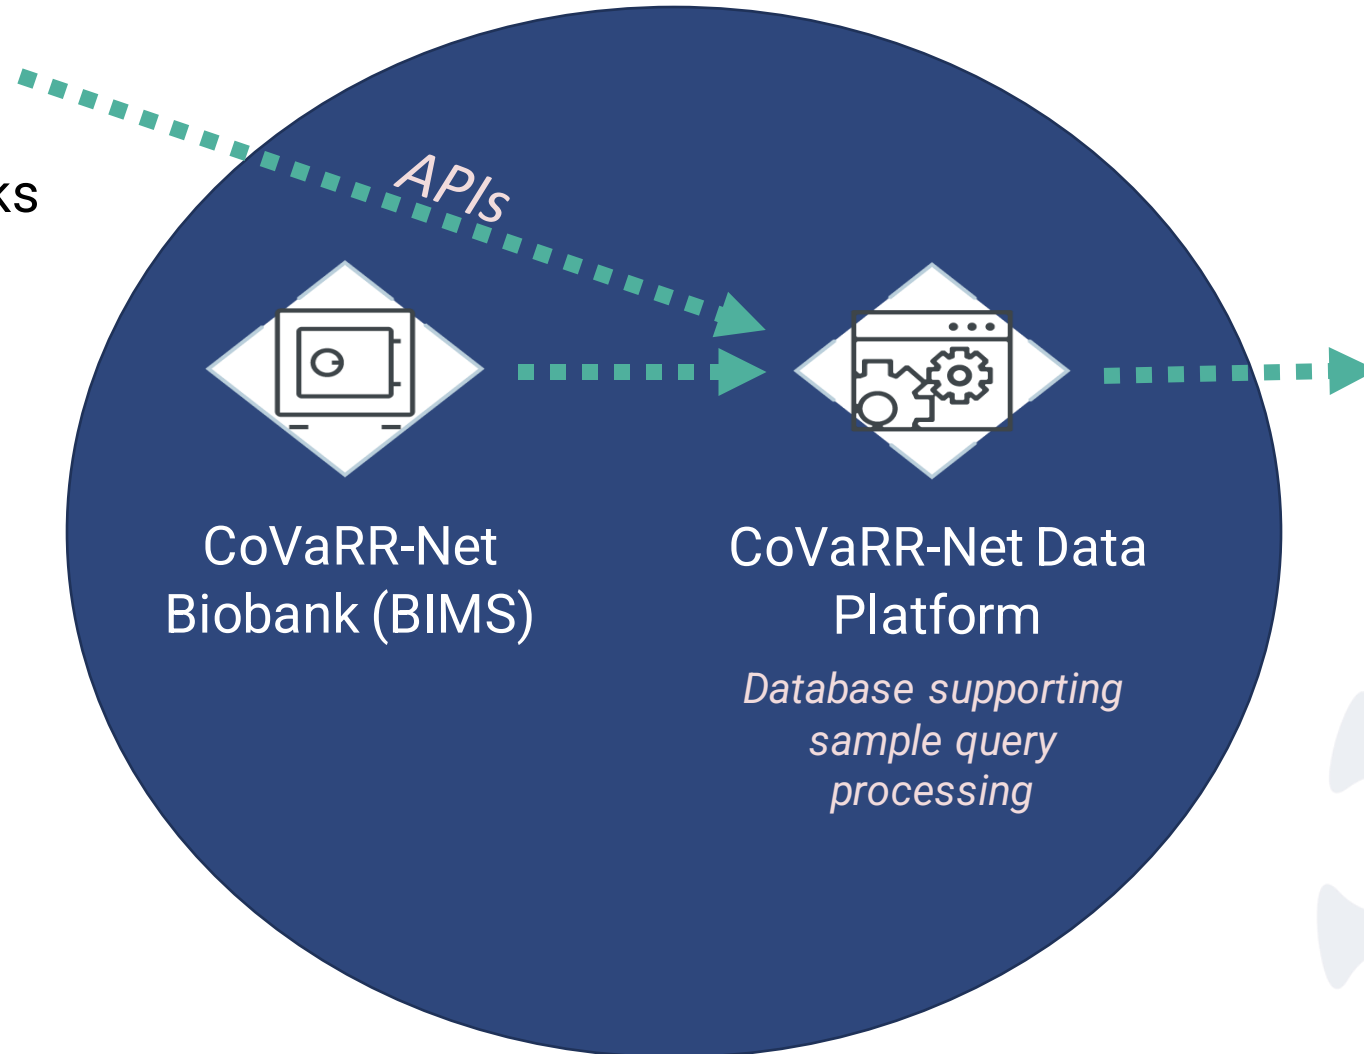 APIs
CoVaRR-Net
Biobank (BIMS)
CoVaRR-Net Data
Platform
Database supporting
sample query
processing